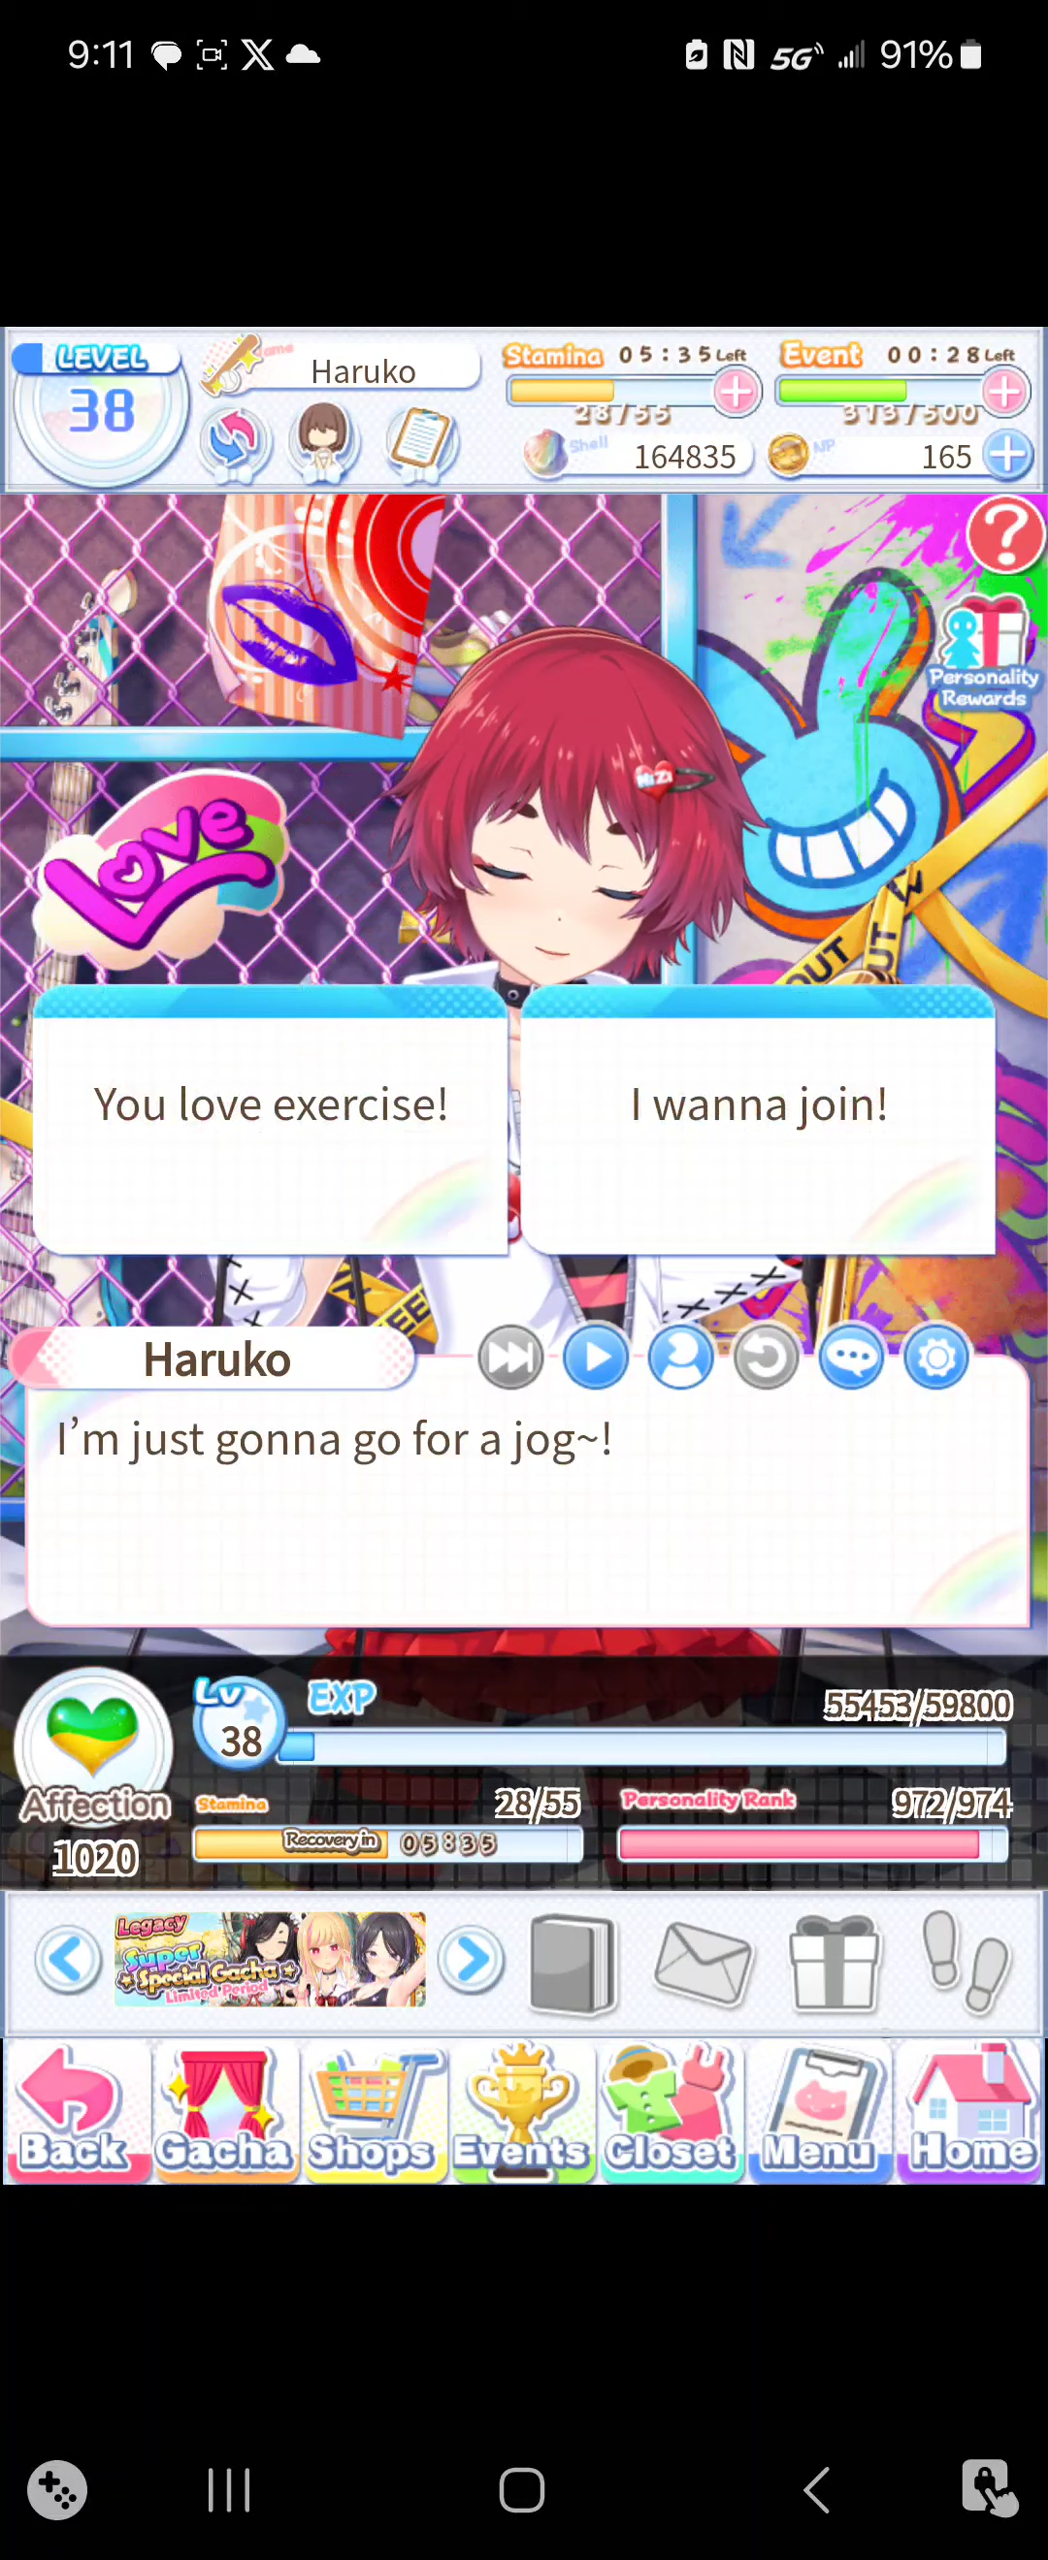 9:11
5G
91%
LEVEL
38
Haruko
Stamina
05:35 Left
28/55
Event
00:28 Left
313/500
Shell
164835
NP
165
?
Personality
Rewards
Love
HiZi
OUT
OUT
You love exercise!
I wanna join!
Haruko
I'm just gonna go for a jog~!
Lv
38
EXP
55453/59800
Affection
1020
Stamina
28/55
Recovery in 05:35
Personality Rank
972/974
Legacy
Super
Special Gacha
Limited Period
Back
Gacha
Shops
Events
Closet
Menu
Home